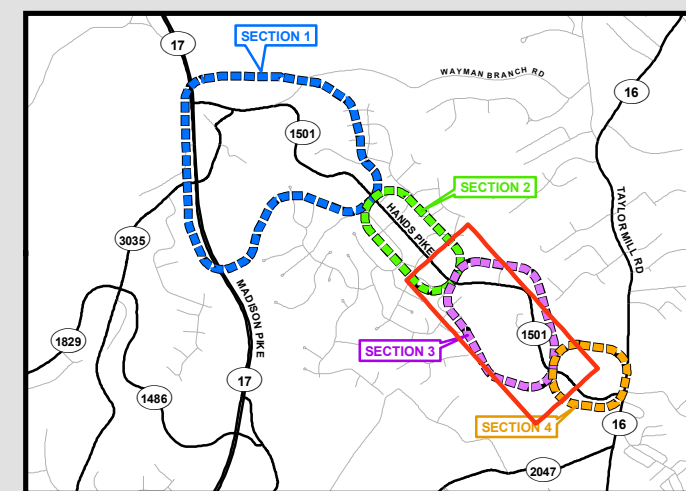 SECTION 1
17
WAYMAN BRANCH RD
16
1501
SECTION 2
TAYLOR MILL RD
HANDS PIKE
3035
MADISON PIKE
1829
SECTION 3
1501
17
1486
SECTION 4
16
2047